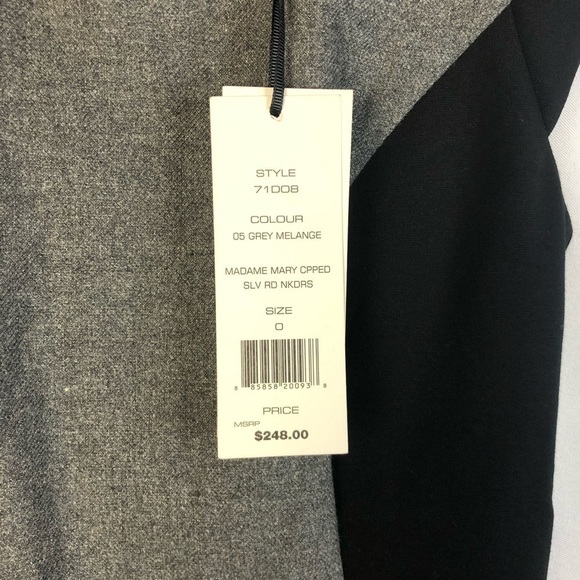 STYLE
71D08
COLOUR
05 GREY MELANGE
MADAME MARY CPPED
SLV RD NKDRS
SIZE
0
8 85858 20093 8
PRICE
MSRP
$248.00